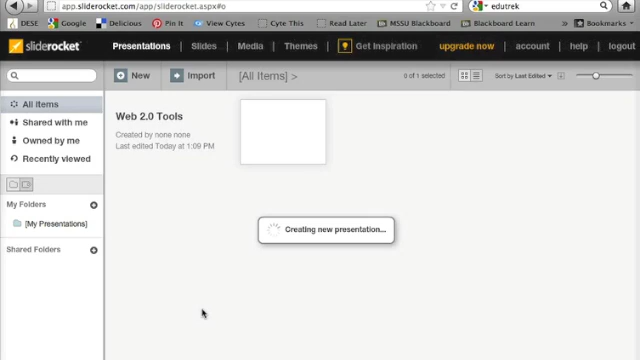 app.sliderocket.com/app/sliderocket.aspx#o
edutrek
DESE Google Delicious Pin It View Cytes Cyte This Read Later MSSU Blackboard Blackboard Learn » Bookmarks
sliderocket Presentations Slides Media Themes Get Inspiration upgrade now account help logout
New Import [All Items] > 0 of 1 selected Sort by Last Edited
All Items
Shared with me
Owned by me
Recently viewed
My Folders
[My Presentations]
Shared Folders
Web 2.0 Tools
Created by none none
Last edited Today at 1:09 PM
Creating new presentation...